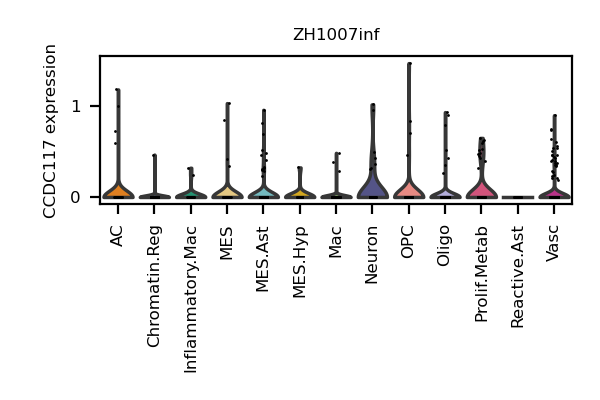 ZH1007inf
CCDC117 expression
1
0
AC
Chromatin.Reg
Inflammatory.Mac
MES
MES.Ast
MES.Hyp
Mac
Neuron
OPC
Oligo
Prolif.Metab
Reactive.Ast
Vasc